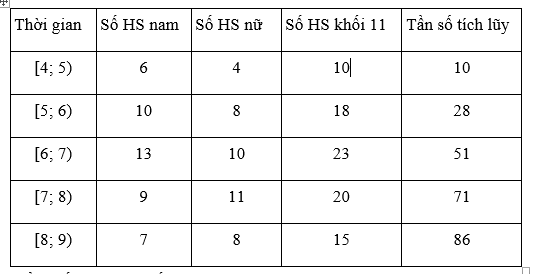 Thời gian Số HS nam Số HS nữ Số HS khối 11 Tần số tích lũy
[4; 5) 6 4 10 10
[5; 6) 10 8 18 28
[6; 7) 13 10 23 51
[7; 8) 9 11 20 71
[8; 9) 7 8 15 86